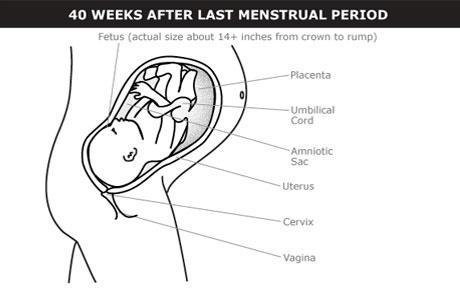 40 WEEKS AFTER LAST MENSTRUAL PERIOD
Fetus (actual size about 14+ inches from crown to rump)
Placenta
Umbilical
Cord
Amniotic
Sac
Uterus
Cervix
Vagina